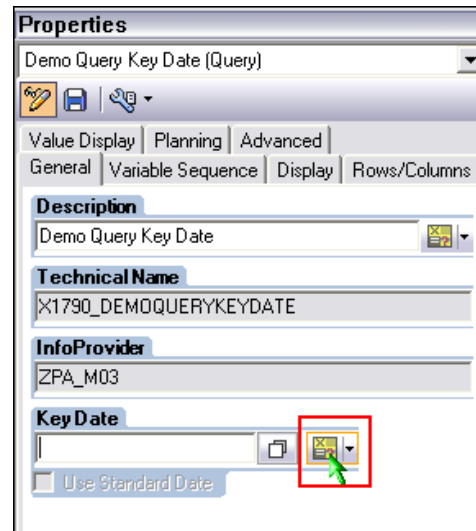 Properties
Demo Query Key Date (Query)
Value Display Planning Advanced
General Variable Sequence Display Rows/Columns
Description
Demo Query Key Date
Technical Name
X1790_DEMOQUERYKEYDATE
InfoProvider
ZPA_M03
Key Date
Use Standard Date